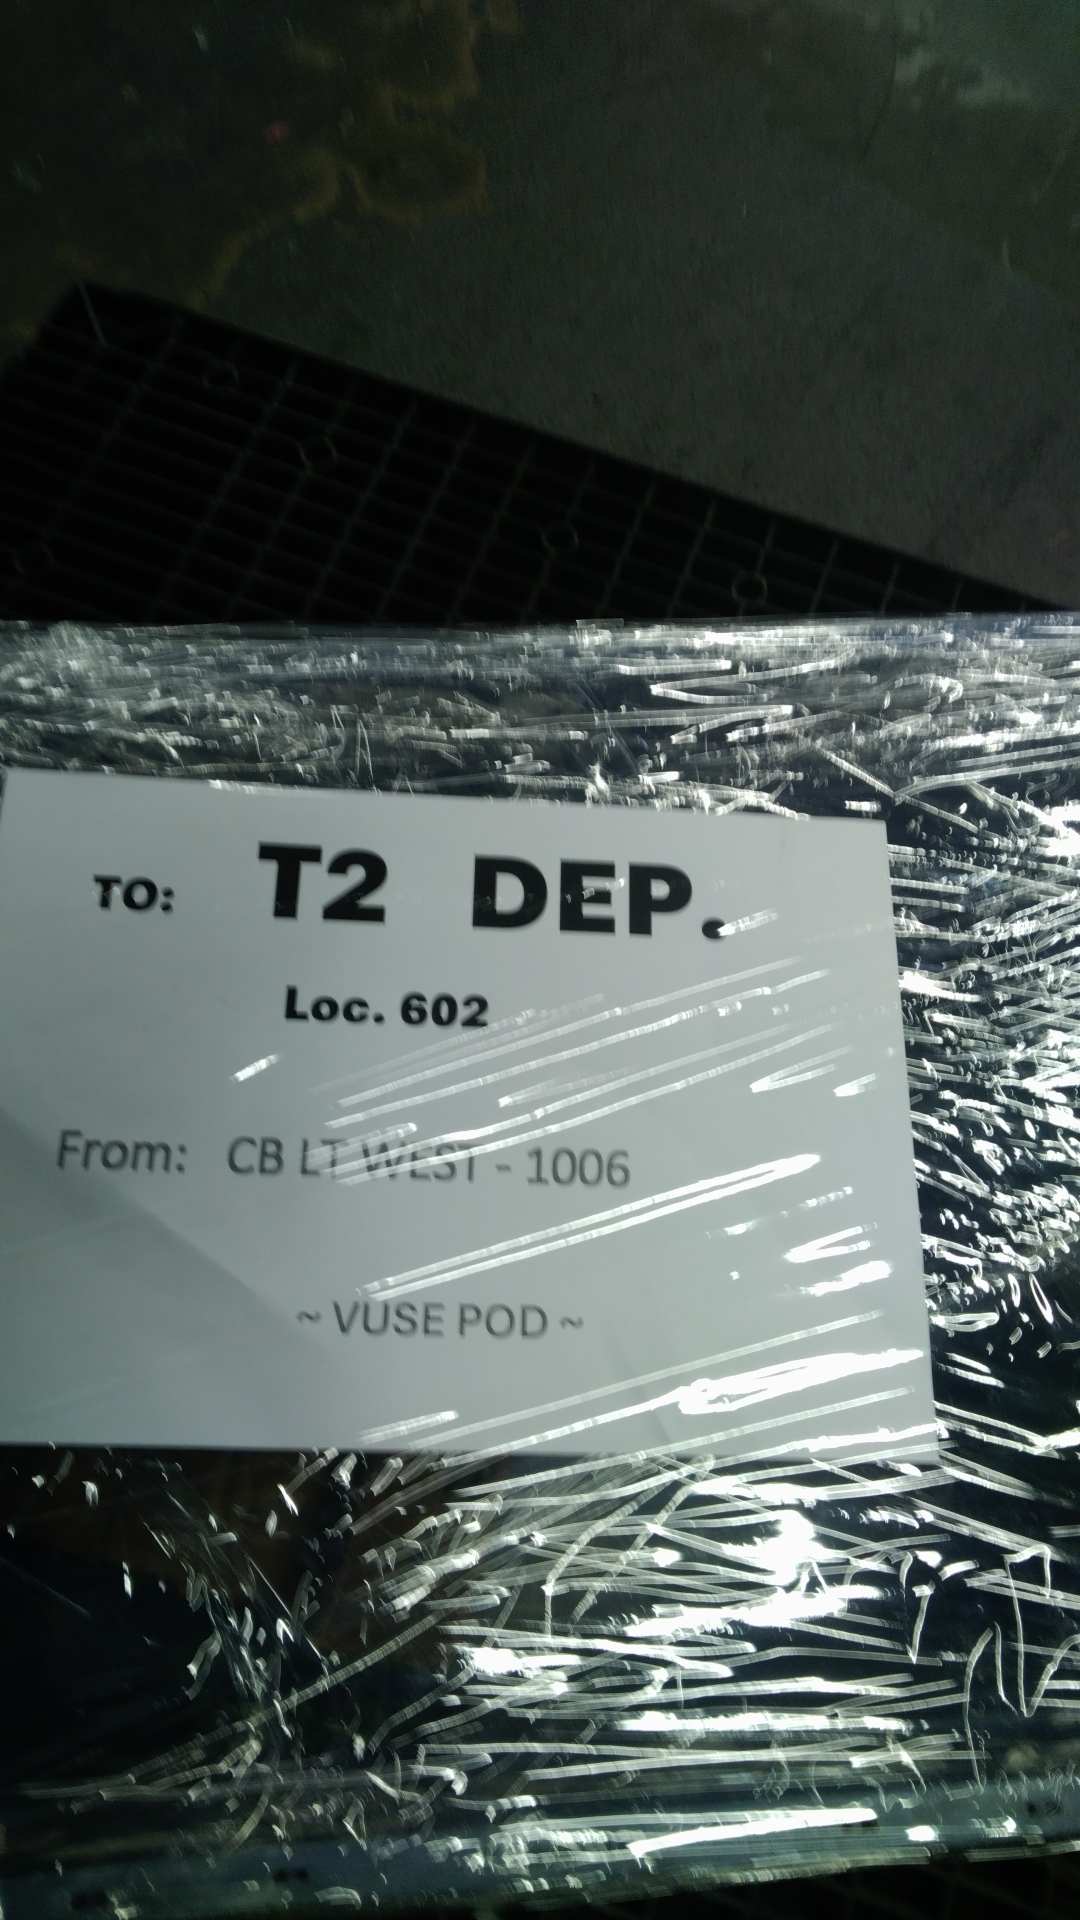 TO: T2 DEP.
Loc. 602
From: CB LT WEST - 1006
~ VUSE POD ~